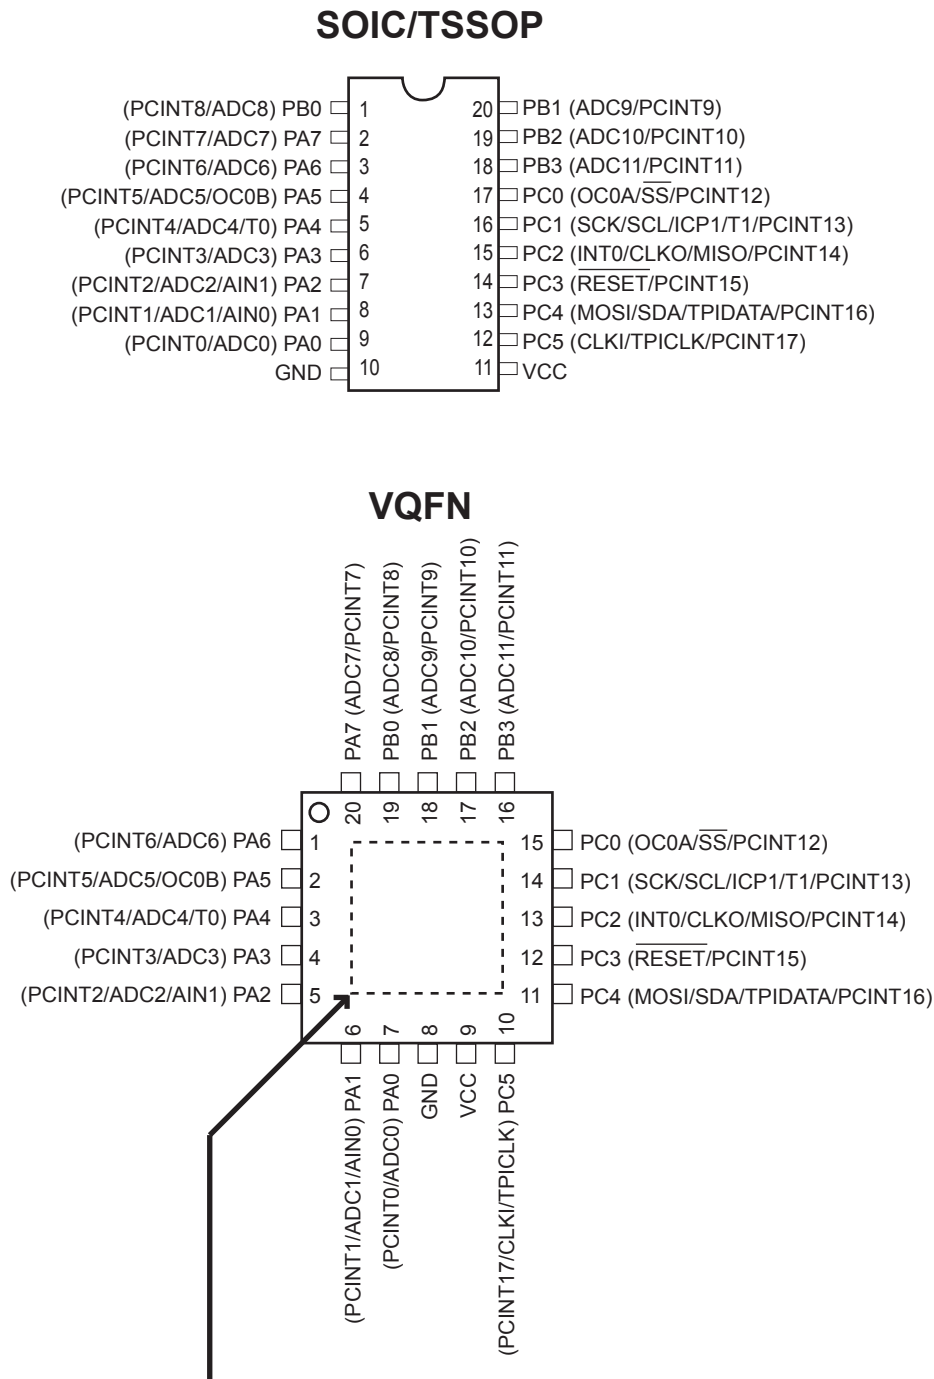 SOIC/TSSOP
(PCINT8/ADC8) PB0 1 20 PB1 (ADC9/PCINT9)
(PCINT7/ADC7) PA7 2 19 PB2 (ADC10/PCINT10)
(PCINT6/ADC6) PA6 3 18 PB3 (ADC11/PCINT11)
(PCINT5/ADC5/OC0B) PA5 4 17 PC0 (OC0A/SS/PCINT12)
(PCINT4/ADC4/T0) PA4 5 16 PC1 (SCK/SCL/ICP1/T1/PCINT13)
(PCINT3/ADC3) PA3 6 15 PC2 (INT0/CLKO/MISO/PCINT14)
(PCINT2/ADC2/AIN1) PA2 7 14 PC3 (RESET/PCINT15)
(PCINT1/ADC1/AIN0) PA1 8 13 PC4 (MOSI/SDA/TPIDATA/PCINT16)
(PCINT0/ADC0) PA0 9 12 PC5 (CLKI/TPICLK/PCINT17)
GND 10 11 VCC
VQFN
PA7 (ADC7/PCINT7)
PB0 (ADC8/PCINT8)
PB1 (ADC9/PCINT9)
PB2 (ADC10/PCINT10)
PB3 (ADC11/PCINT11)
20 19 18 17 16
(PCINT6/ADC6) PA6 1 15 PC0 (OC0A/SS/PCINT12)
(PCINT5/ADC5/OC0B) PA5 2 14 PC1 (SCK/SCL/ICP1/T1/PCINT13)
(PCINT4/ADC4/T0) PA4 3 13 PC2 (INT0/CLKO/MISO/PCINT14)
(PCINT3/ADC3) PA3 4 12 PC3 (RESET/PCINT15)
(PCINT2/ADC2/AIN1) PA2 5 11 PC4 (MOSI/SDA/TPIDATA/PCINT16)
6 7 8 9 10
(PCINT1/ADC1/AIN0) PA1
(PCINT0/ADC0) PA0
GND
VCC
(PCINT17/CLKI/TPICLK) PC5